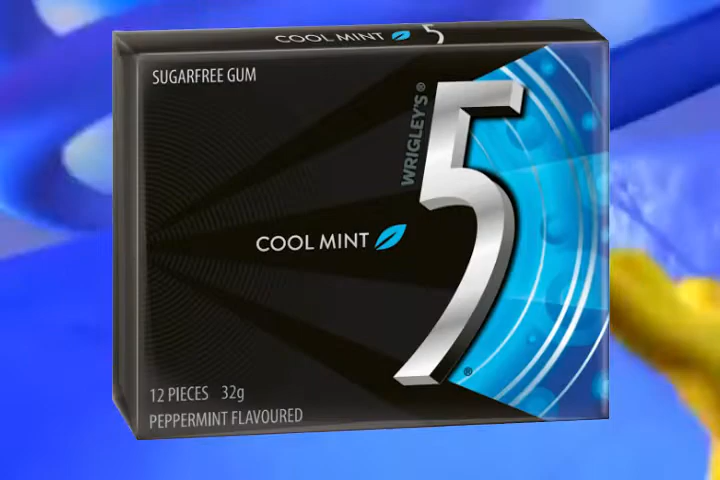 COOL MINT 5
SUGARFREE GUM
WRIGLEY'S®
5®
COOL MINT
12 PIECES 32g
PEPPERMINT FLAVOURED